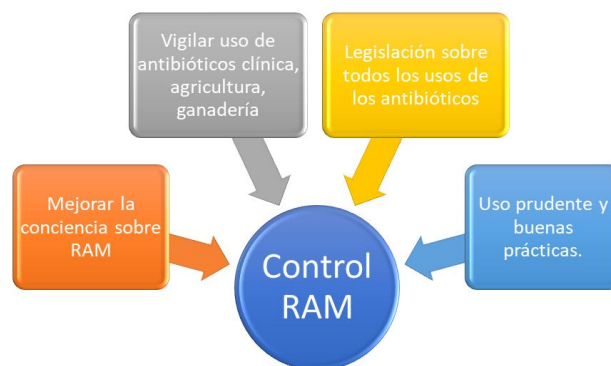 Vigilar uso de
antibióticos clínica,
agricultura,
ganadería
Legislación sobre
todos los usos de
los antibióticos
Mejorar la
conciencia sobre
RAM
Uso prudente y
buenas
prácticas.
Control
RAM